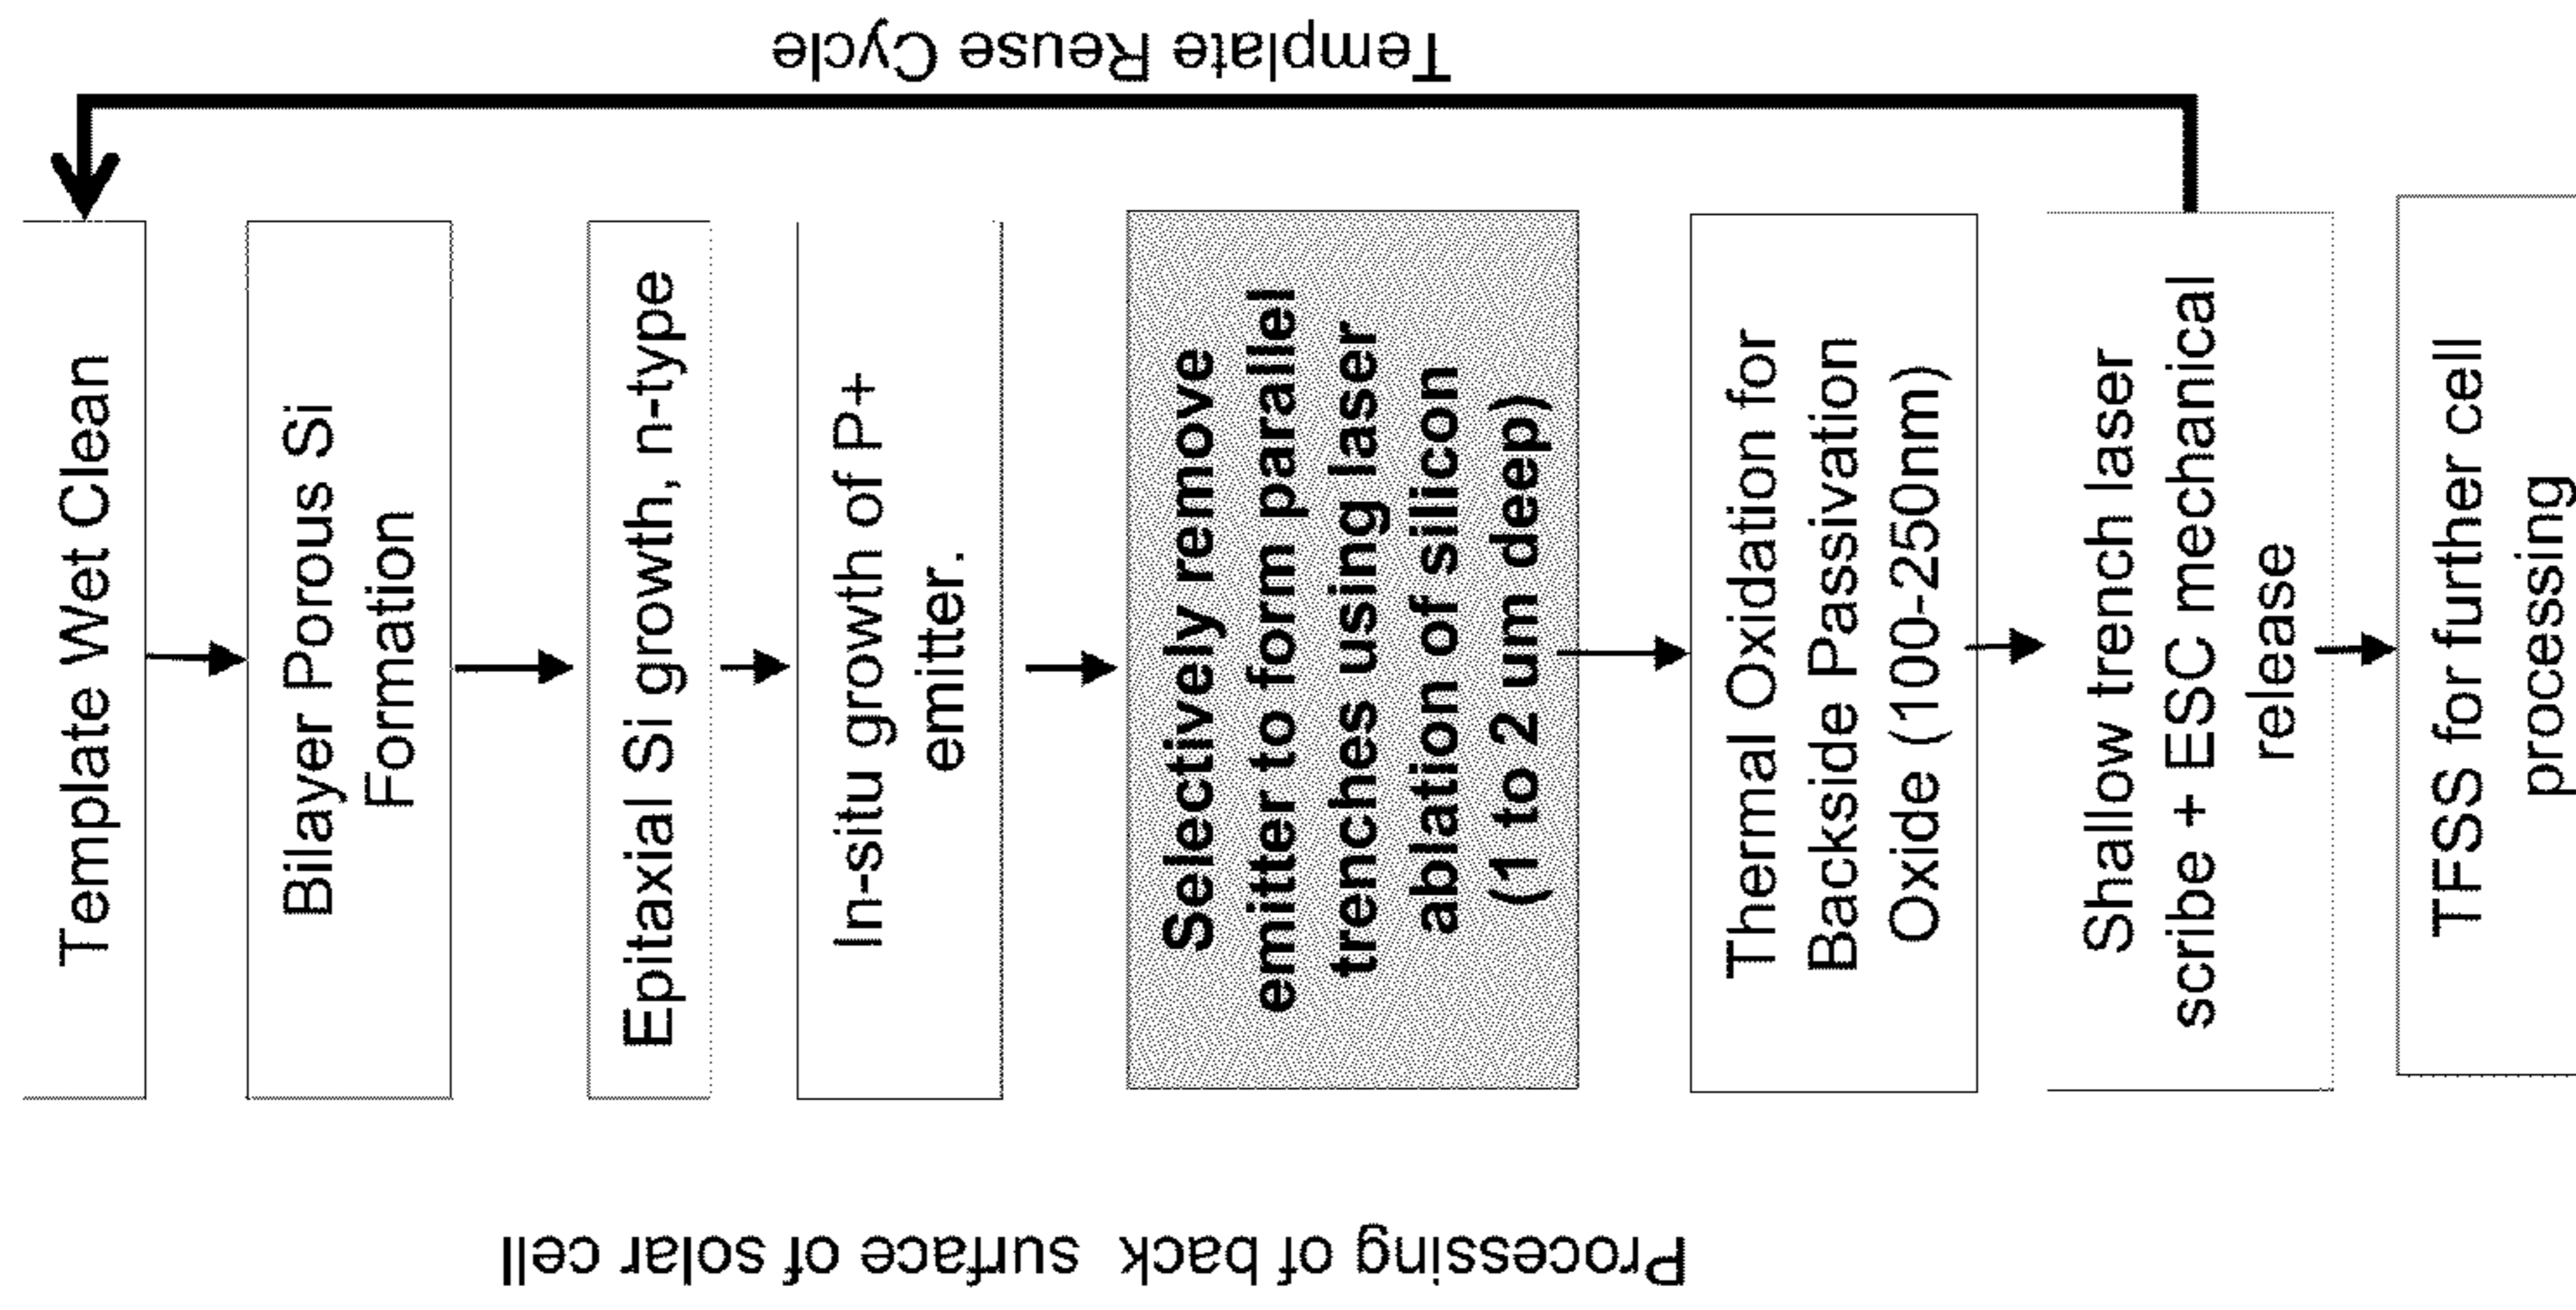 Template Wet Clean
Bilayer Porous Si
Formation
Epitaxial Si growth, n-type
In-situ growth of P+
emitter.
Selectively remove
emitter to form parallel
trenches using laser
ablation of silicon
(1 to 2 um deep)
Thermal Oxidation for
Backside Passivation
Oxide (100-250nm)
Shallow trench laser
scribe + ESC mechanical
release
TFSS for further cell
processing
Template Reuse Cycle
Processing of back surface of solar cell